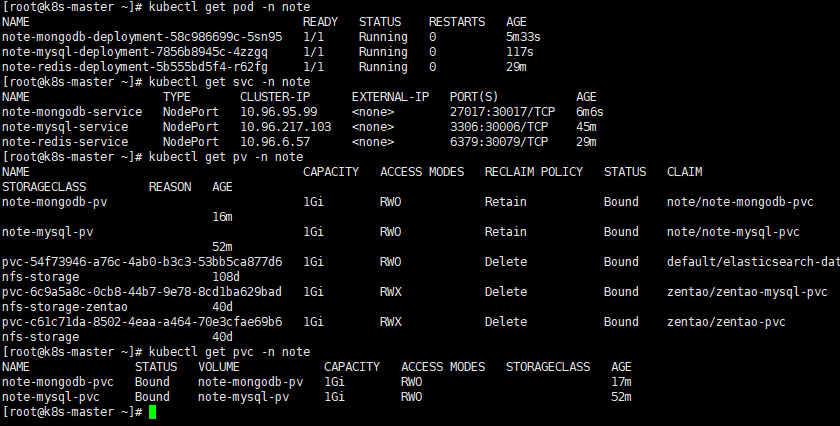 [root@k8s-master ~]# kubectl get pod -n note
NAME READY STATUS RESTARTS AGE
note-mongodb-deployment-58c986699c-5sn95 1/1 Running 0 5m33s
note-mysql-deployment-7856b8945c-4zzgq 1/1 Running 0 117s
note-redis-deployment-5b555bd5f4-r62fg 1/1 Running 0 29m
[root@k8s-master ~]# kubectl get svc -n note
NAME TYPE CLUSTER-IP EXTERNAL-IP PORT(S) AGE
note-mongodb-service NodePort 10.96.95.99 <none> 27017:30017/TCP 6m6s
note-mysql-service NodePort 10.96.217.103 <none> 3306:30006/TCP 45m
note-redis-service NodePort 10.96.6.57 <none> 6379:30079/TCP 29m
[root@k8s-master ~]# kubectl get pv -n note
NAME CAPACITY ACCESS MODES RECLAIM POLICY STATUS CLAIM
STORAGECLASS REASON AGE
note-mongodb-pv 1Gi RWO Retain Bound note/note-mongodb-pvc
16m
note-mysql-pv 1Gi RWO Retain Bound note/note-mysql-pvc
52m
pvc-54f73946-a76c-4ab0-b3c3-53bb5ca877d6 1Gi RWO Delete Bound default/elasticsearch-dat
nfs-storage 108d
pvc-6c9a5a8c-0cb8-44b7-9e78-8cd1ba629bad 1Gi RWX Delete Bound zentao/zentao-mysql-pvc
nfs-storage-zentao 40d
pvc-c61c71da-8502-4eaa-a464-70e3cfae69b6 1Gi RWX Delete Bound zentao/zentao-pvc
nfs-storage 40d
[root@k8s-master ~]# kubectl get pvc -n note
NAME STATUS VOLUME CAPACITY ACCESS MODES STORAGECLASS AGE
note-mongodb-pvc Bound note-mongodb-pv 1Gi RWO 17m
note-mysql-pvc Bound note-mysql-pv 1Gi RWO 52m
[root@k8s-master ~]#